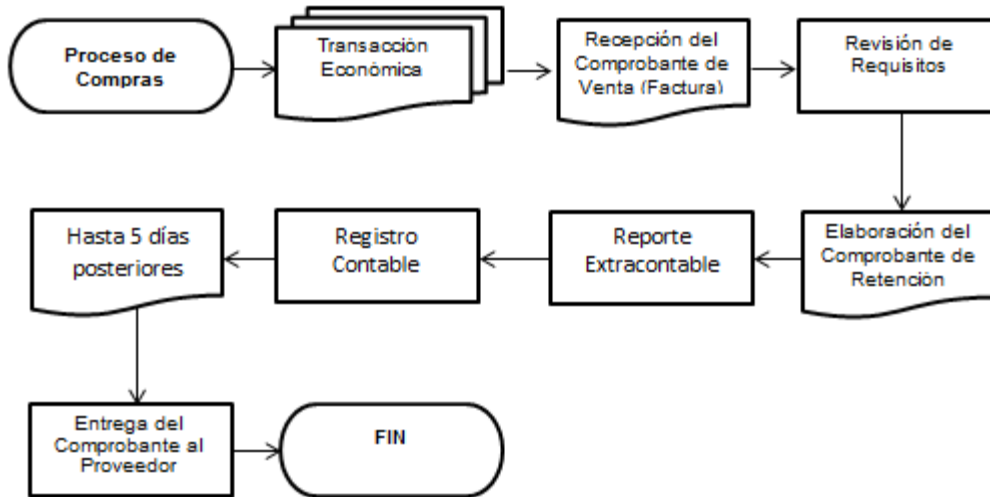 Proceso de
Compras
Transacción
Económica
Recepción del
Comprobante de
Venta (Factura)
Revisión de
Requisitos
Elaboración del
Comprobante de
Retención
Reporte
Extracontable
Registro
Contable
Hasta 5 días
posteriores
Entrega del
Comprobante al
Proveedor
FIN